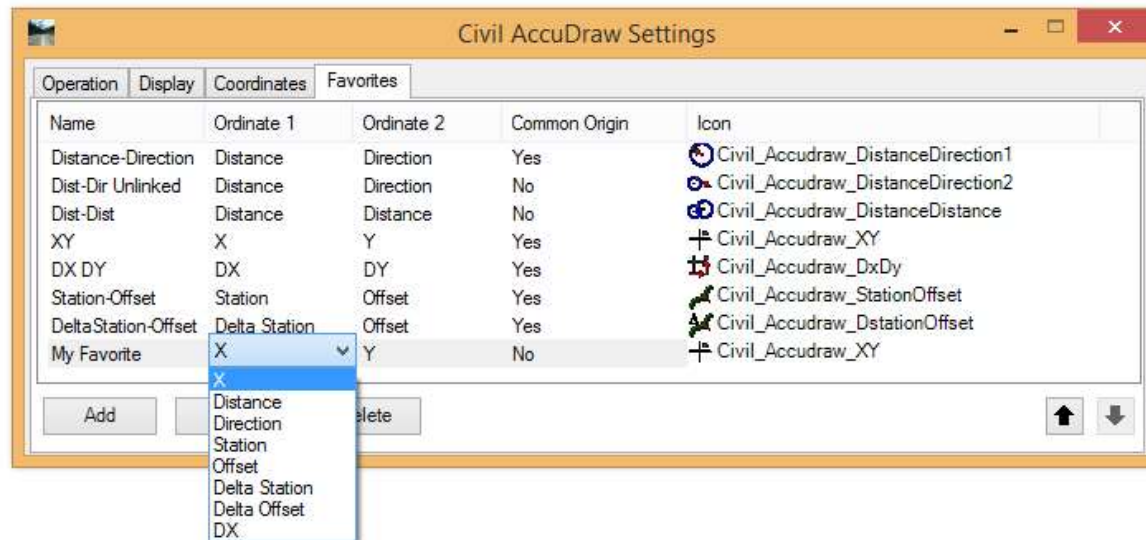 Civil AccuDraw Settings
Operation Display Coordinates Favorites
Name Ordinate 1 Ordinate 2 Common Origin Icon
Distance-Direction Distance Direction Yes Civil_Accudraw_DistanceDirection1
Dist-Dir Unlinked Distance Direction No Civil_Accudraw_DistanceDirection2
Dist-Dist Distance Distance No Civil_Accudraw_DistanceDistance
XY X Y Yes Civil_Accudraw_XY
DX DY DX DY Yes Civil_Accudraw_DxDy
Station-Offset Station Offset Yes Civil_Accudraw_StationOffset
DeltaStation-Offset Delta Station Offset Yes Civil_Accudraw_DstationOffset
My Favorite X Y No Civil_Accudraw_XY
X
Distance
Add elete
Direction
Station
Offset
Delta Station
Delta Offset
DX